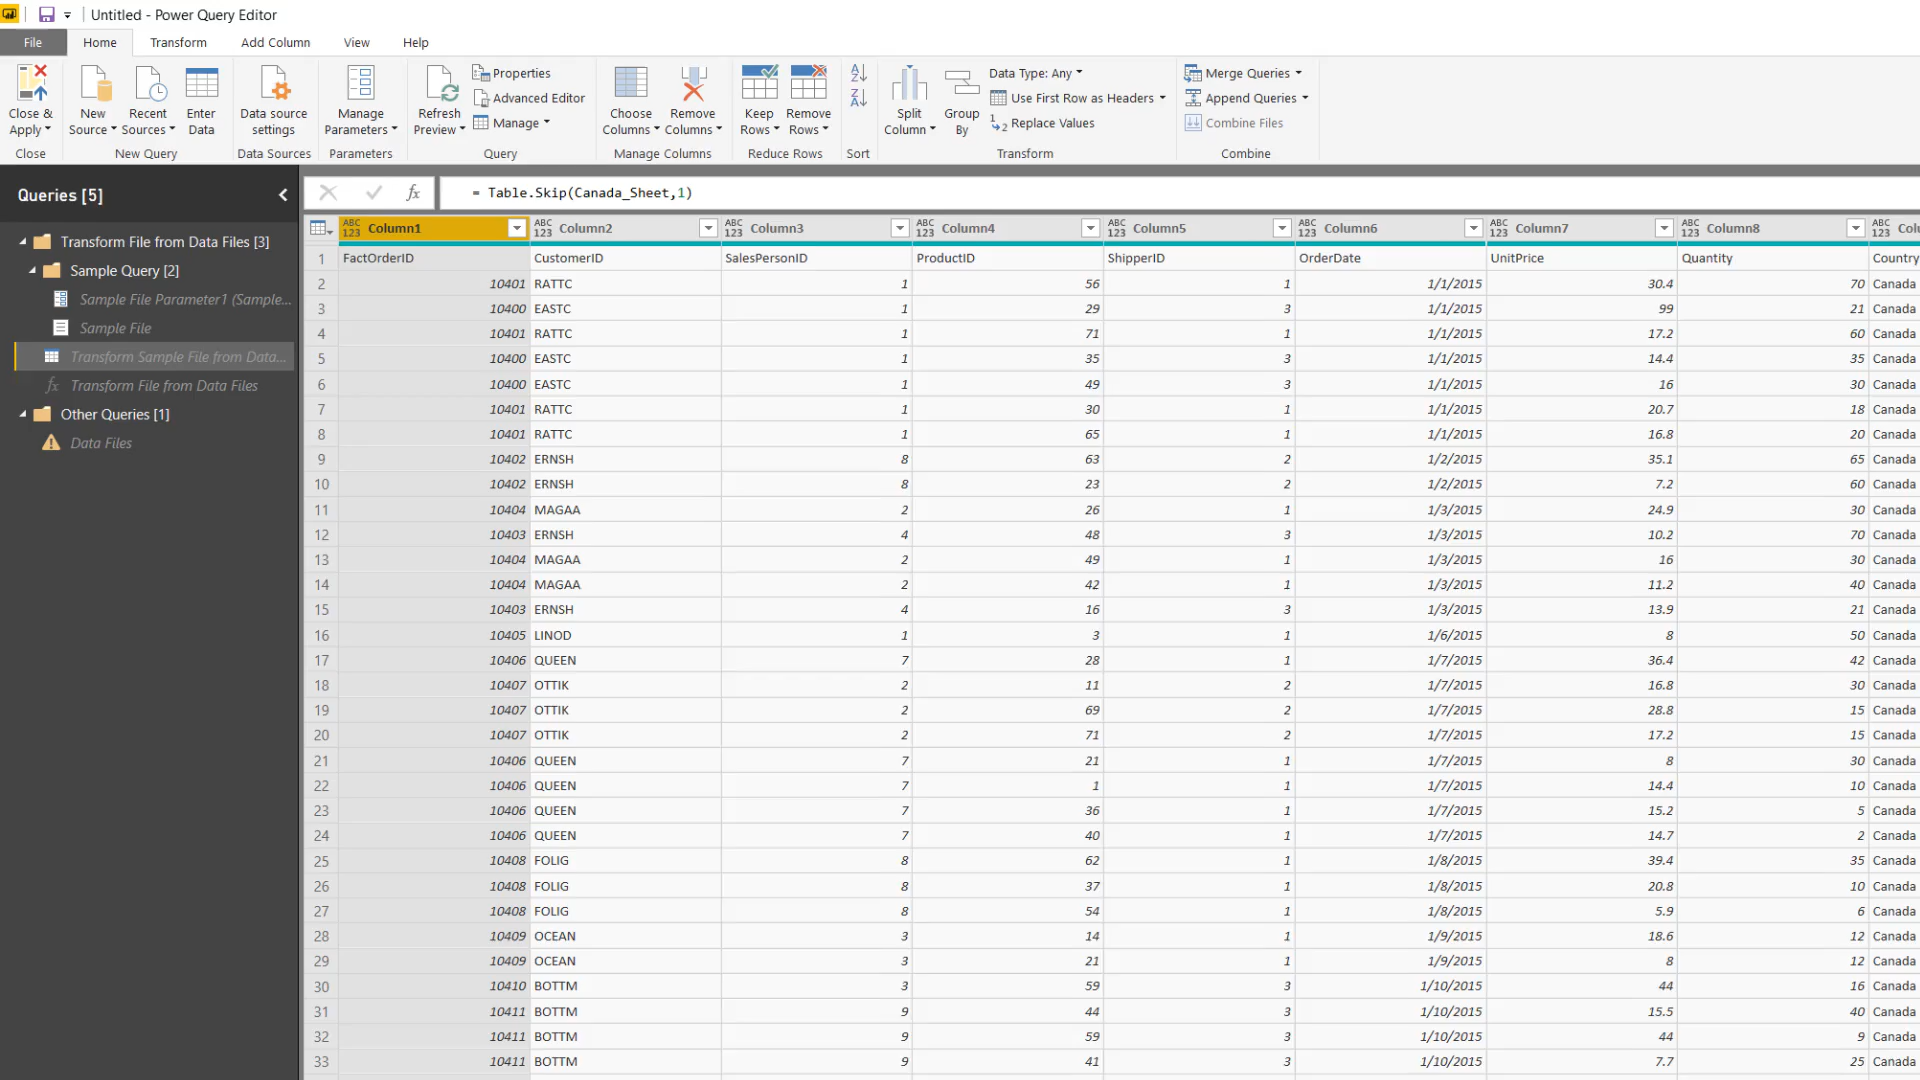 Untitled - Power Query Editor
File Home Transform Add Column View Help
Close & Apply
New Source
Recent Sources
Enter Data
Data source settings
Manage Parameters
Refresh Preview
Properties
Advanced Editor
Manage
Choose Columns
Remove Columns
Keep Rows
Remove Rows
Split Column
Group By
Data Type: Any
Use First Row as Headers
Replace Values
Merge Queries
Append Queries
Combine Files
Close New Query Data Sources Parameters Query Manage Columns Reduce Rows Sort Transform Combine
Queries [5]
Transform File from Data Files [3]
Sample Query [2]
Sample File Parameter1 (Sample...
Sample File
Transform Sample File from Data...
Transform File from Data Files
Other Queries [1]
Data Files
fx = Table.Skip(Canada_Sheet,1)
ABC 123 Column1 ABC 123 Column2 ABC 123 Column3 ABC 123 Column4 ABC 123 Column5 ABC 123 Column6 ABC 123 Column7 ABC 123 Column8 ABC 123
1 FactOrderID CustomerID SalesPersonID ProductID ShipperID OrderDate UnitPrice Quantity Country
2 10401 RATTC 1 56 1 1/1/2015 30.4 70 Canada
3 10400 EASTC 1 29 3 1/1/2015 99 21 Canada
4 10401 RATTC 1 71 1 1/1/2015 17.2 60 Canada
5 10400 EASTC 1 35 3 1/1/2015 14.4 35 Canada
6 10400 EASTC 1 49 3 1/1/2015 16 30 Canada
7 10401 RATTC 1 30 1 1/1/2015 20.7 18 Canada
8 10401 RATTC 1 65 1 1/1/2015 16.8 20 Canada
9 10402 ERNSH 8 63 2 1/2/2015 35.1 65 Canada
10 10402 ERNSH 8 23 2 1/2/2015 7.2 60 Canada
11 10404 MAGAA 2 26 1 1/3/2015 24.9 30 Canada
12 10403 ERNSH 4 48 3 1/3/2015 10.2 70 Canada
13 10404 MAGAA 2 49 1 1/3/2015 16 30 Canada
14 10404 MAGAA 2 42 1 1/3/2015 11.2 40 Canada
15 10403 ERNSH 4 16 3 1/3/2015 13.9 21 Canada
16 10405 LINOD 1 3 1 1/6/2015 8 50 Canada
17 10406 QUEEN 7 28 1 1/7/2015 36.4 42 Canada
18 10407 OTTIK 2 11 2 1/7/2015 16.8 30 Canada
19 10407 OTTIK 2 69 2 1/7/2015 28.8 15 Canada
20 10407 OTTIK 2 71 2 1/7/2015 17.2 15 Canada
21 10406 QUEEN 7 21 1 1/7/2015 8 30 Canada
22 10406 QUEEN 7 1 1 1/7/2015 14.4 10 Canada
23 10406 QUEEN 7 36 1 1/7/2015 15.2 5 Canada
24 10406 QUEEN 7 40 1 1/7/2015 14.7 2 Canada
25 10408 FOLIG 8 62 1 1/8/2015 39.4 35 Canada
26 10408 FOLIG 8 37 1 1/8/2015 20.8 10 Canada
27 10408 FOLIG 8 54 1 1/8/2015 5.9 6 Canada
28 10409 OCEAN 3 14 1 1/9/2015 18.6 12 Canada
29 10409 OCEAN 3 21 1 1/9/2015 8 12 Canada
30 10410 BOTTM 3 59 3 1/10/2015 44 16 Canada
31 10411 BOTTM 9 44 3 1/10/2015 15.5 40 Canada
32 10411 BOTTM 9 59 3 1/10/2015 44 9 Canada
33 10411 BOTTM 9 41 3 1/10/2015 7.7 25 Canada